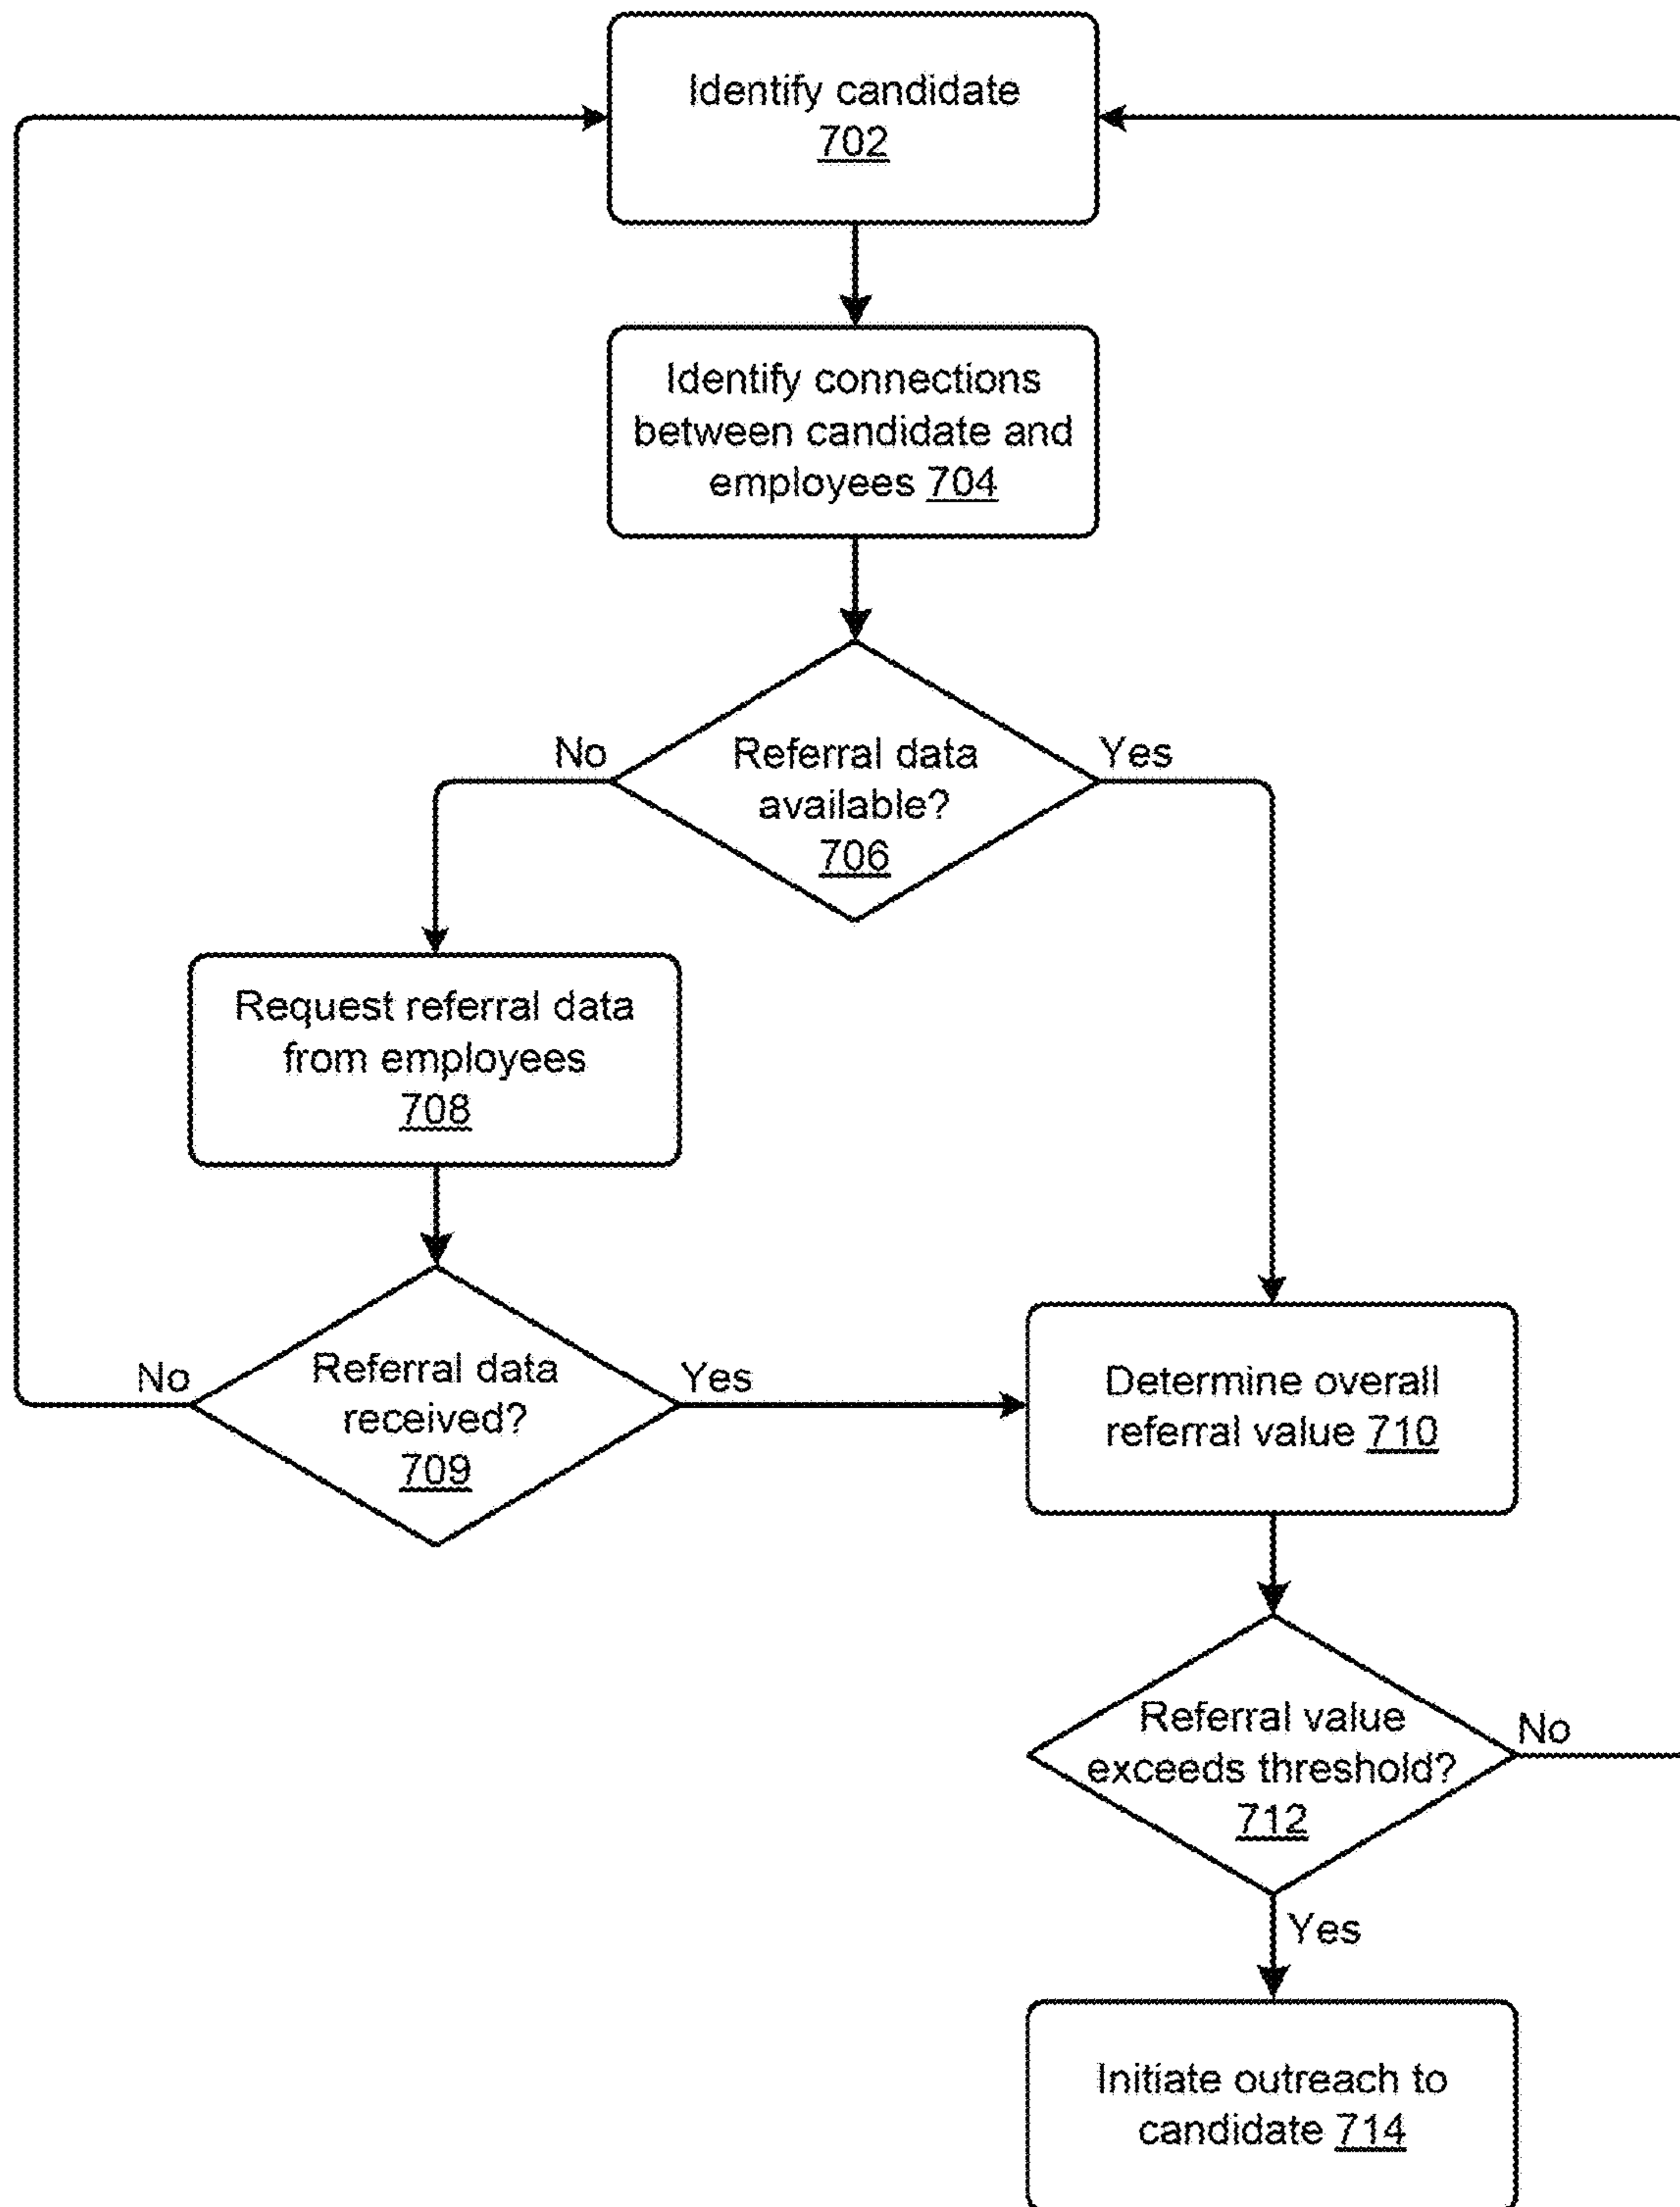 Identify candidate
702
Identify connections
between candidate and
employees 704
No
Yes
Referral data
available?
706
Request referral data
from employees
708
No
Referral data
received?
709
Yes
Determine overall
referral value 710
Referral value
exceeds threshold?
712
No
Yes
Initiate outreach to
candidate 714